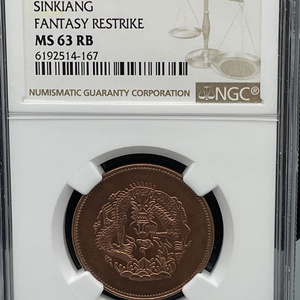 SINKIANG
FANTASY RESTRIKE
MS 63 RB
6192514-167
NUMISMATIC GUARANTY CORPORATION
NGC®